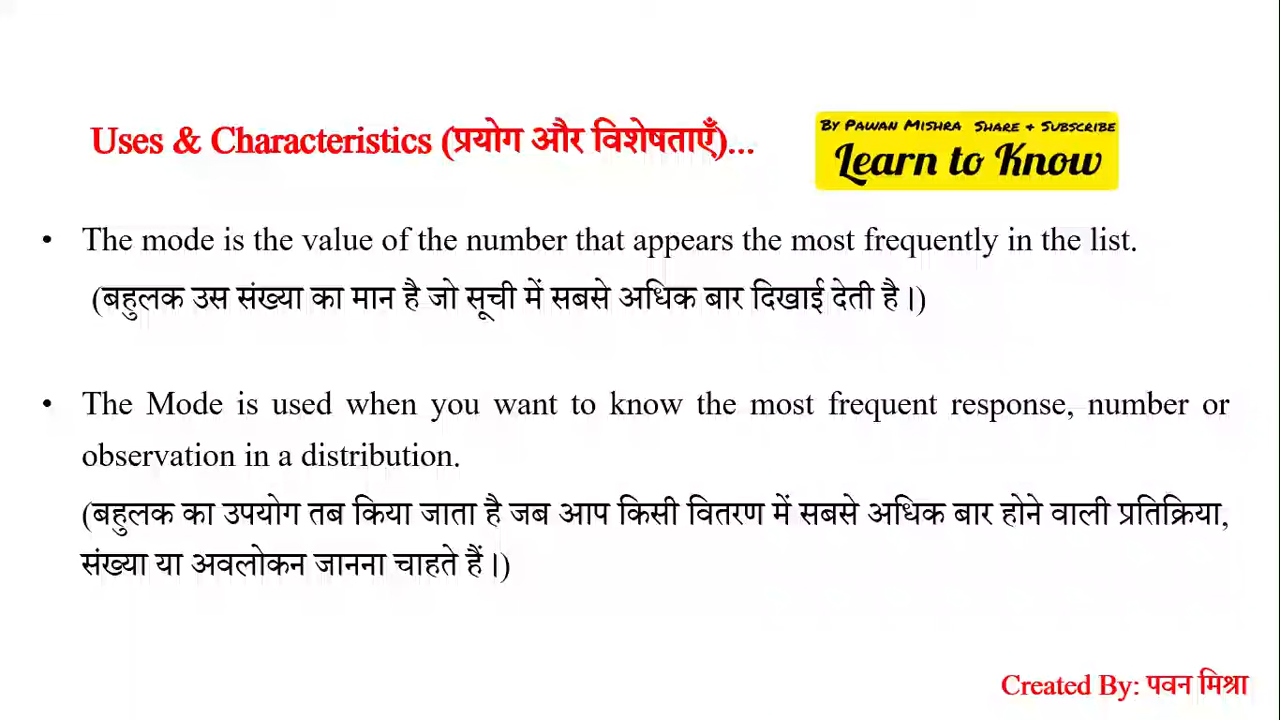 Uses & Characteristics (प्रयोग और विशेषताएँ)...
By Pawan Mishra Share + Subscribe
Learn to Know
• The mode is the value of the number that appears the most frequently in the list.
(बहुलक उस संख्या का मान है जो सूची में सबसे अधिक बार दिखाई देती है।)
• The Mode is used when you want to know the most frequent response, number or
observation in a distribution.
(बहुलक का उपयोग तब किया जाता है जब आप किसी वितरण में सबसे अधिक बार होने वाली प्रतिक्रिया,
संख्या या अवलोकन जानना चाहते हैं।)
Created By: पवन मिश्रा